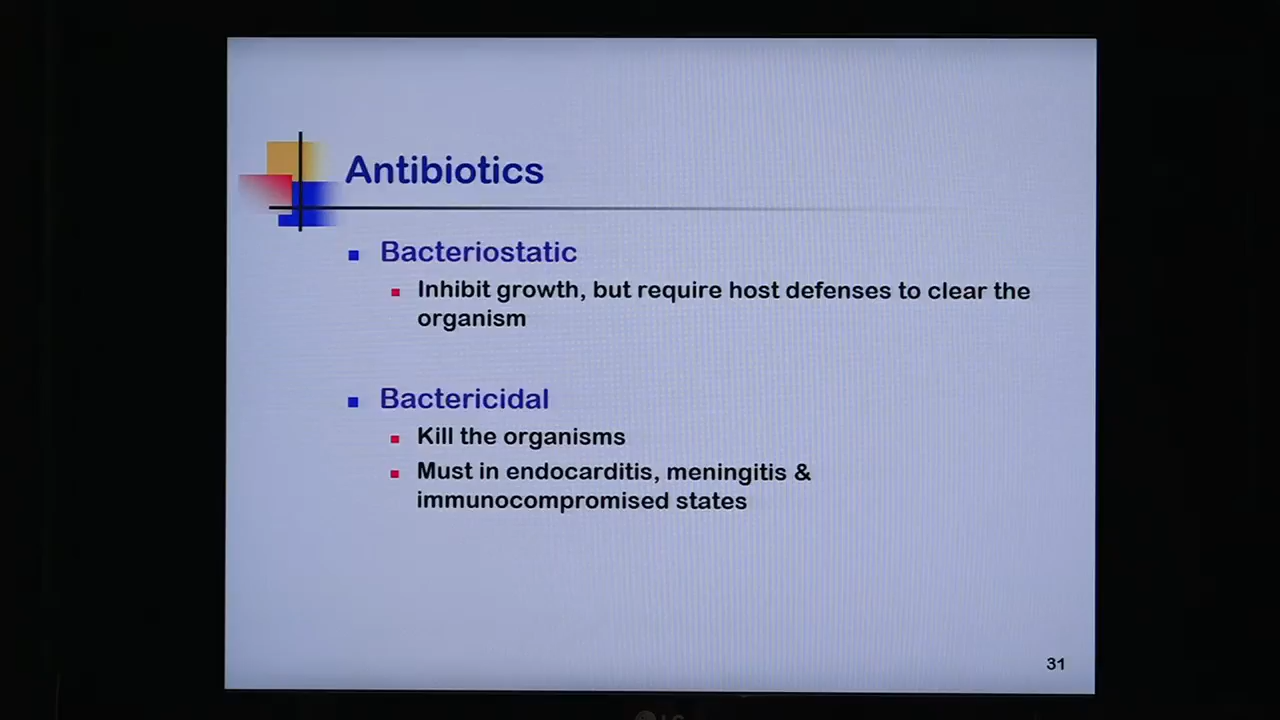 Antibiotics
Bacteriostatic
Inhibit growth, but require host defenses to clear the
organism
Bactericidal
Kill the organisms
Must in endocarditis, meningitis &
immunocompromised states
31